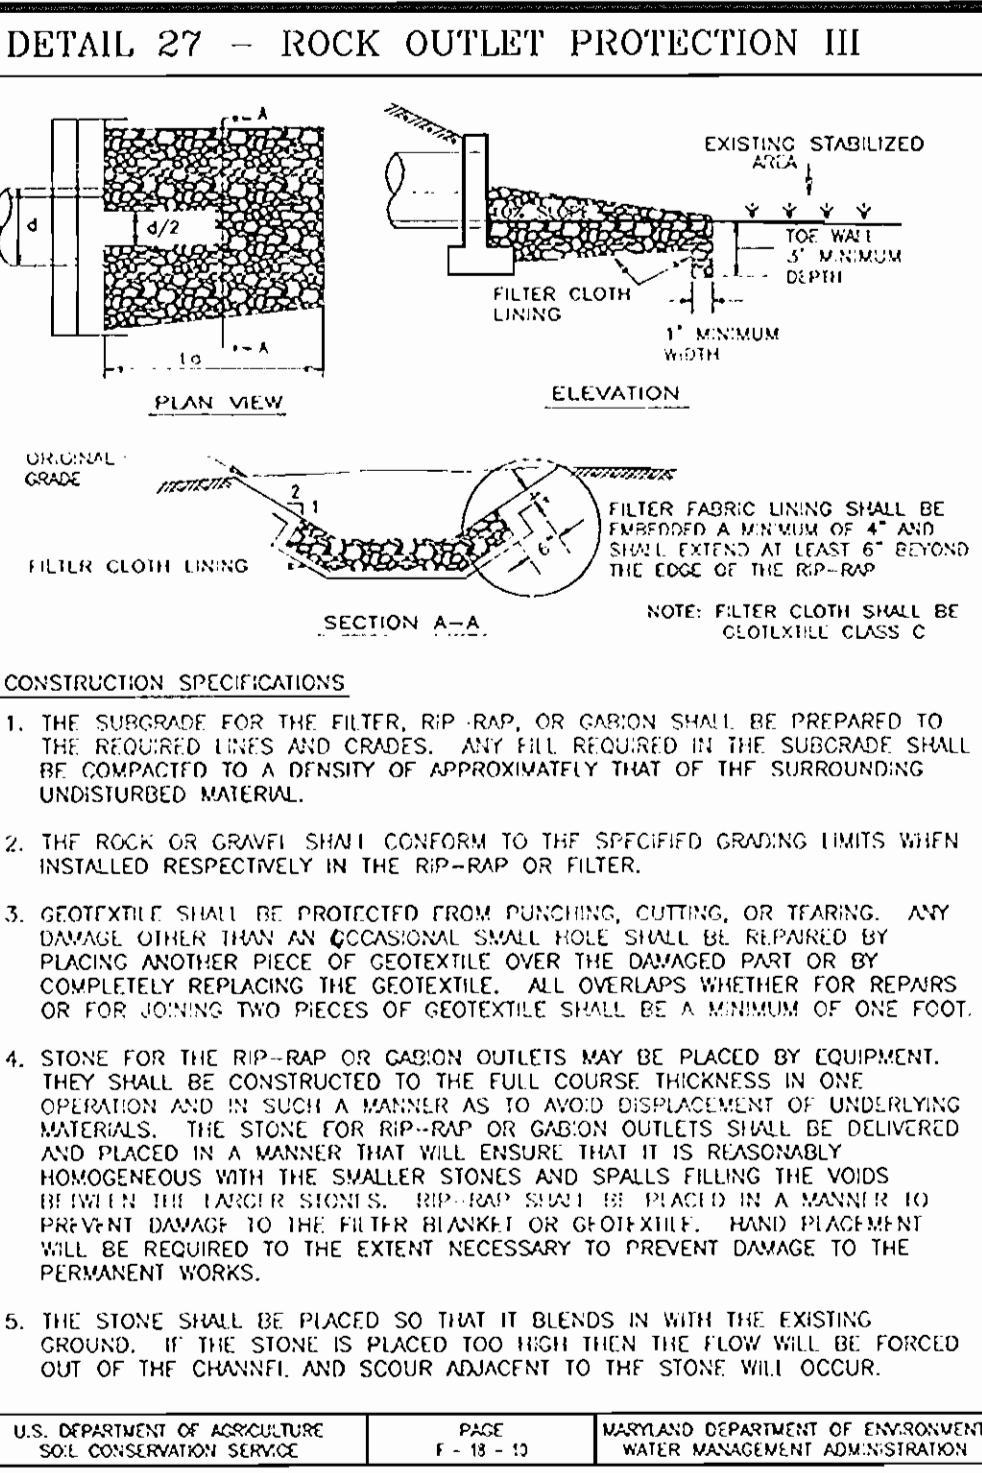 DETAIL 27 - ROCK OUTLET PROTECTION III
A
d
d/2
A
La
PLAN VIEW
EXISTING STABILIZED
AREA
10% SLOPE
TOE WALL
3' MINIMUM
DEPTH
d
FILTER CLOTH
LINING
1' MINIMUM
WIDTH
ELEVATION
ORIGINAL
GRADE
2
1
FILTER CLOTH LINING
4"
6"
SECTION A-A
FILTER FABRIC LINING SHALL BE
EMBEDDED A MINIMUM OF 4" AND
SHALL EXTEND AT LEAST 6" BEYOND
THE EDGE OF THE RIP-RAP
NOTE: FILTER CLOTH SHALL BE
GEOTEXTILE CLASS C
CONSTRUCTION SPECIFICATIONS
1. THE SUBGRADE FOR THE FILTER, RIP-RAP, OR GABION SHALL BE PREPARED TO
THE REQUIRED LINES AND GRADES. ANY FILL REQUIRED IN THE SUBGRADE SHALL
BE COMPACTED TO A DENSITY OF APPROXIMATELY THAT OF THE SURROUNDING
UNDISTURBED MATERIAL.
2. THE ROCK OR GRAVEL SHALL CONFORM TO THE SPECIFIED GRADING LIMITS WHEN
INSTALLED RESPECTIVELY IN THE RIP-RAP OR FILTER.
3. GEOTEXTILE SHALL BE PROTECTED FROM PUNCHING, CUTTING, OR TEARING. ANY
DAMAGE OTHER THAN AN OCCASIONAL SMALL HOLE SHALL BE REPAIRED BY
PLACING ANOTHER PIECE OF GEOTEXTILE OVER THE DAMAGED PART OR BY
COMPLETELY REPLACING THE GEOTEXTILE. ALL OVERLAPS WHETHER FOR REPAIRS
OR FOR JOINING TWO PIECES OF GEOTEXTILE SHALL BE A MINIMUM OF ONE FOOT.
4. STONE FOR THE RIP-RAP OR GABION OUTLETS MAY BE PLACED BY EQUIPMENT.
THEY SHALL BE CONSTRUCTED TO THE FULL COURSE THICKNESS IN ONE
OPERATION AND IN SUCH A MANNER AS TO AVOID DISPLACEMENT OF UNDERLYING
MATERIALS. THE STONE FOR RIP-RAP OR GABION OUTLETS SHALL BE DELIVERED
AND PLACED IN A MANNER THAT WILL ENSURE THAT IT IS REASONABLY
HOMOGENEOUS WITH THE SMALLER STONES AND SPALLS FILLING THE VOIDS
BETWEEN THE LARGER STONES. RIP-RAP SHALL BE PLACED IN A MANNER TO
PREVENT DAMAGE TO THE FILTER BLANKET OR GEOTEXTILE. HAND PLACEMENT
WILL BE REQUIRED TO THE EXTENT NECESSARY TO PREVENT DAMAGE TO THE
PERMANENT WORKS.
5. THE STONE SHALL BE PLACED SO THAT IT BLENDS IN WITH THE EXISTING
GROUND. IF THE STONE IS PLACED TOO HIGH THEN THE FLOW WILL BE FORCED
OUT OF THE CHANNEL AND SCOUR ADJACENT TO THE STONE WILL OCCUR.
U.S. DEPARTMENT OF AGRICULTURE
SOIL CONSERVATION SERVICE
PAGE
F - 18 - 10
MARYLAND DEPARTMENT OF ENVIRONMENT
WATER MANAGEMENT ADMINISTRATION